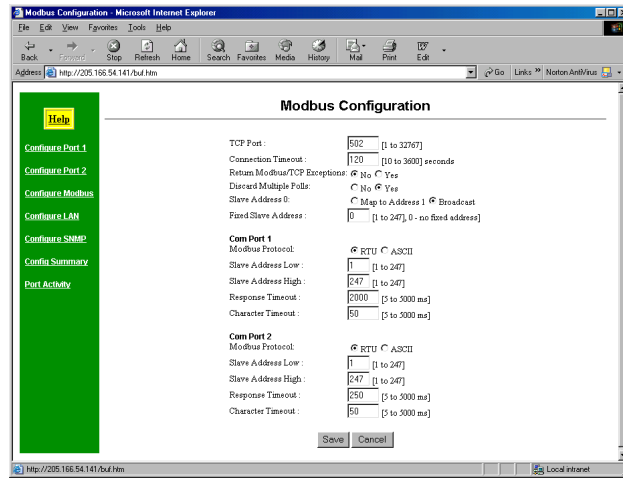 Modbus Configuration - Microsoft Internet Explorer
File Edit View Favorites Tools Help
Back Forward Stop Refresh Home Search Favorites Media History Mail Print Edit
Address http://205.166.54.141/buf.htm Go Links » Norton AntiVirus
Help
Configure Port 1
Configure Port 2
Configure Modbus
Configure LAN
Configure SNMP
Config Summary
Port Activity
Modbus Configuration
TCP Port : 502 [1 to 32767]
Connection Timeout : 120 [10 to 3600] seconds
Return Modbus/TCP Exceptions: No Yes
Discard Multiple Polls: No Yes
Slave Address 0: Map to Address 1 Broadcast
Fixed Slave Address : 0 [1 to 247], 0 - no fixed address]
Com Port 1
Modbus Protocol: RTU ASCII
Slave Address Low : 1 [1 to 247]
Slave Address High : 247 [1 to 247]
Response Timeout : 2000 [5 to 5000 ms]
Character Timeout : 50 [5 to 5000 ms]
Com Port 2
Modbus Protocol: RTU ASCII
Slave Address Low : 1 [1 to 247]
Slave Address High : 247 [1 to 247]
Response Timeout : 250 [5 to 5000 ms]
Character Timeout : 50 [5 to 5000 ms]
Save Cancel
http://205.166.54.141/buf.htm Local intranet